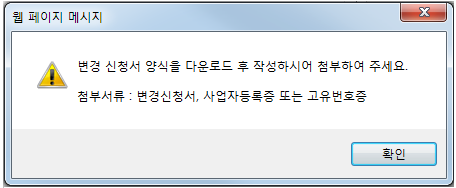 웹 페이지 메시지
변경 신청서 양식을 다운로드 후 작성하시어 첨부하여 주세요.
첨부서류 : 변경신청서, 사업자등록증 또는 고유번호증
확인